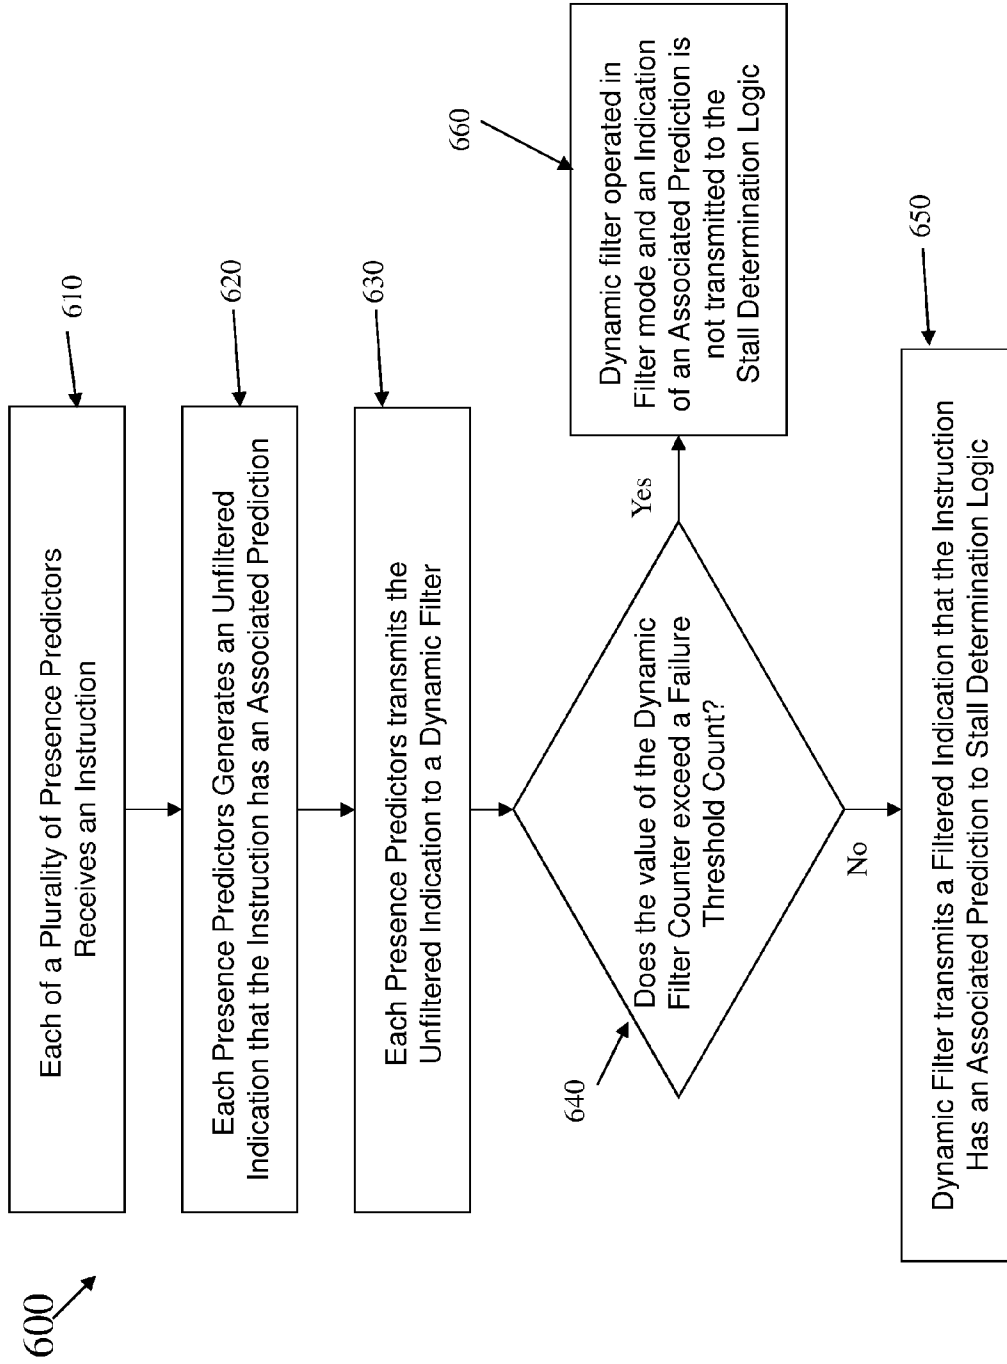 600
610
Each of a Plurality of Presence Predictors
Receives an Instruction
620
Each Presence Predictors Generates an Unfiltered
Indication that the Instruction has an Associated Prediction
630
Each Presence Predictors transmits the
Unfiltered Indication to a Dynamic Filter
640
Does the value of the Dynamic
Filter Counter exceed a Failure
Threshold Count?
Yes
660
Dynamic filter operated in
Filter mode and an Indication
of an Associated Prediction is
not transmitted to the
Stall Determination Logic
No
650
Dynamic Filter transmits a Filtered Indication that the Instruction
Has an Associated Prediction to Stall Determination Logic